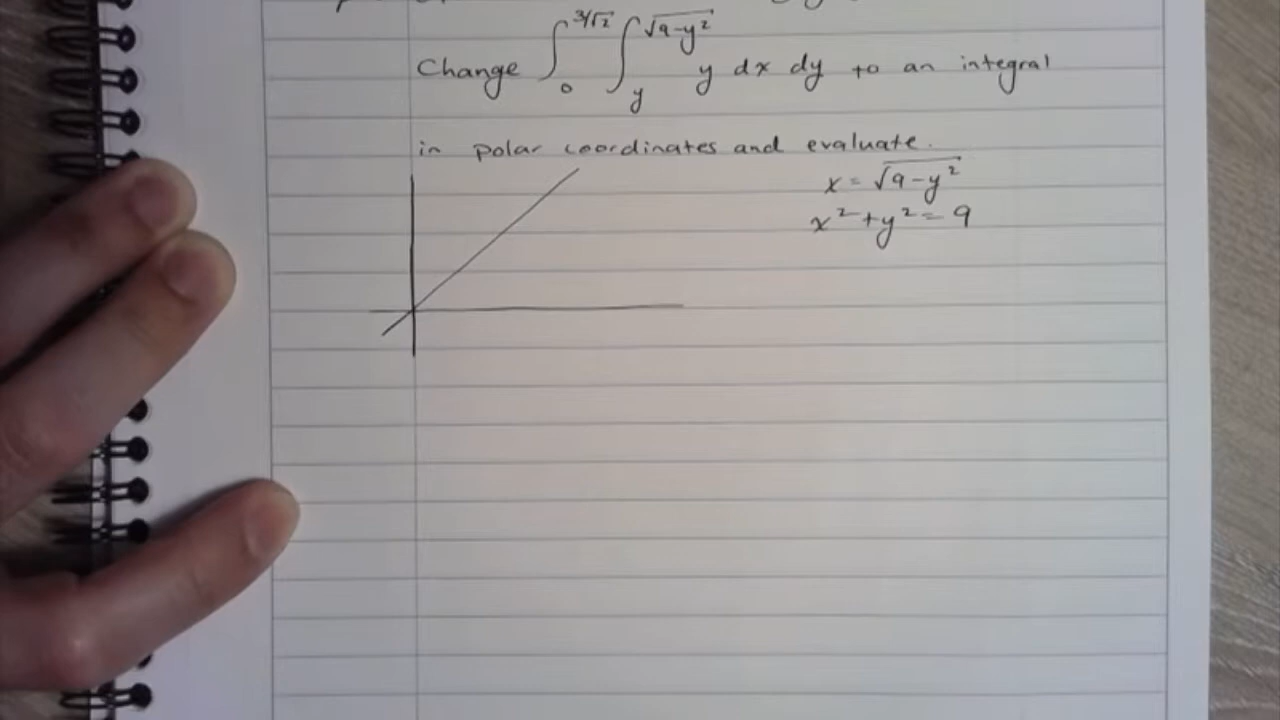 Change ∫₀^{3/√2} ∫_y^{√(9-y²)} y dx dy to an integral
in polar coordinates and evaluate.
x = √(9-y²)
x² + y² = 9